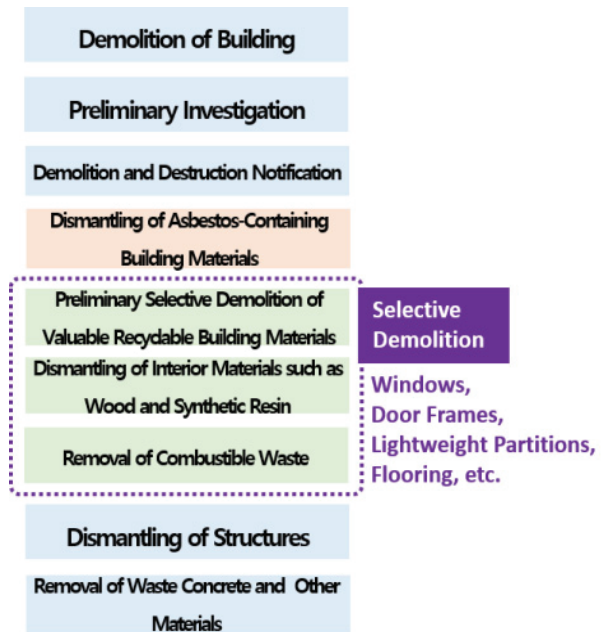 Demolition of Building
Preliminary Investigation
Demolition and Destruction Notification
Dismantling of Asbestos-Containing
Building Materials
Preliminary Selective Demolition of
Valuable Recydable Building Materials
Dismantling of Interior Materials such as
Wood and Synthetic Resin
Removal of Combustible Waste
Selective
Demolition
Windows,
Door Frames,
Lightweight Partitions,
Flooring, etc.
Dismantling of Structures
Removal of Waste Concrete and Other
Materials